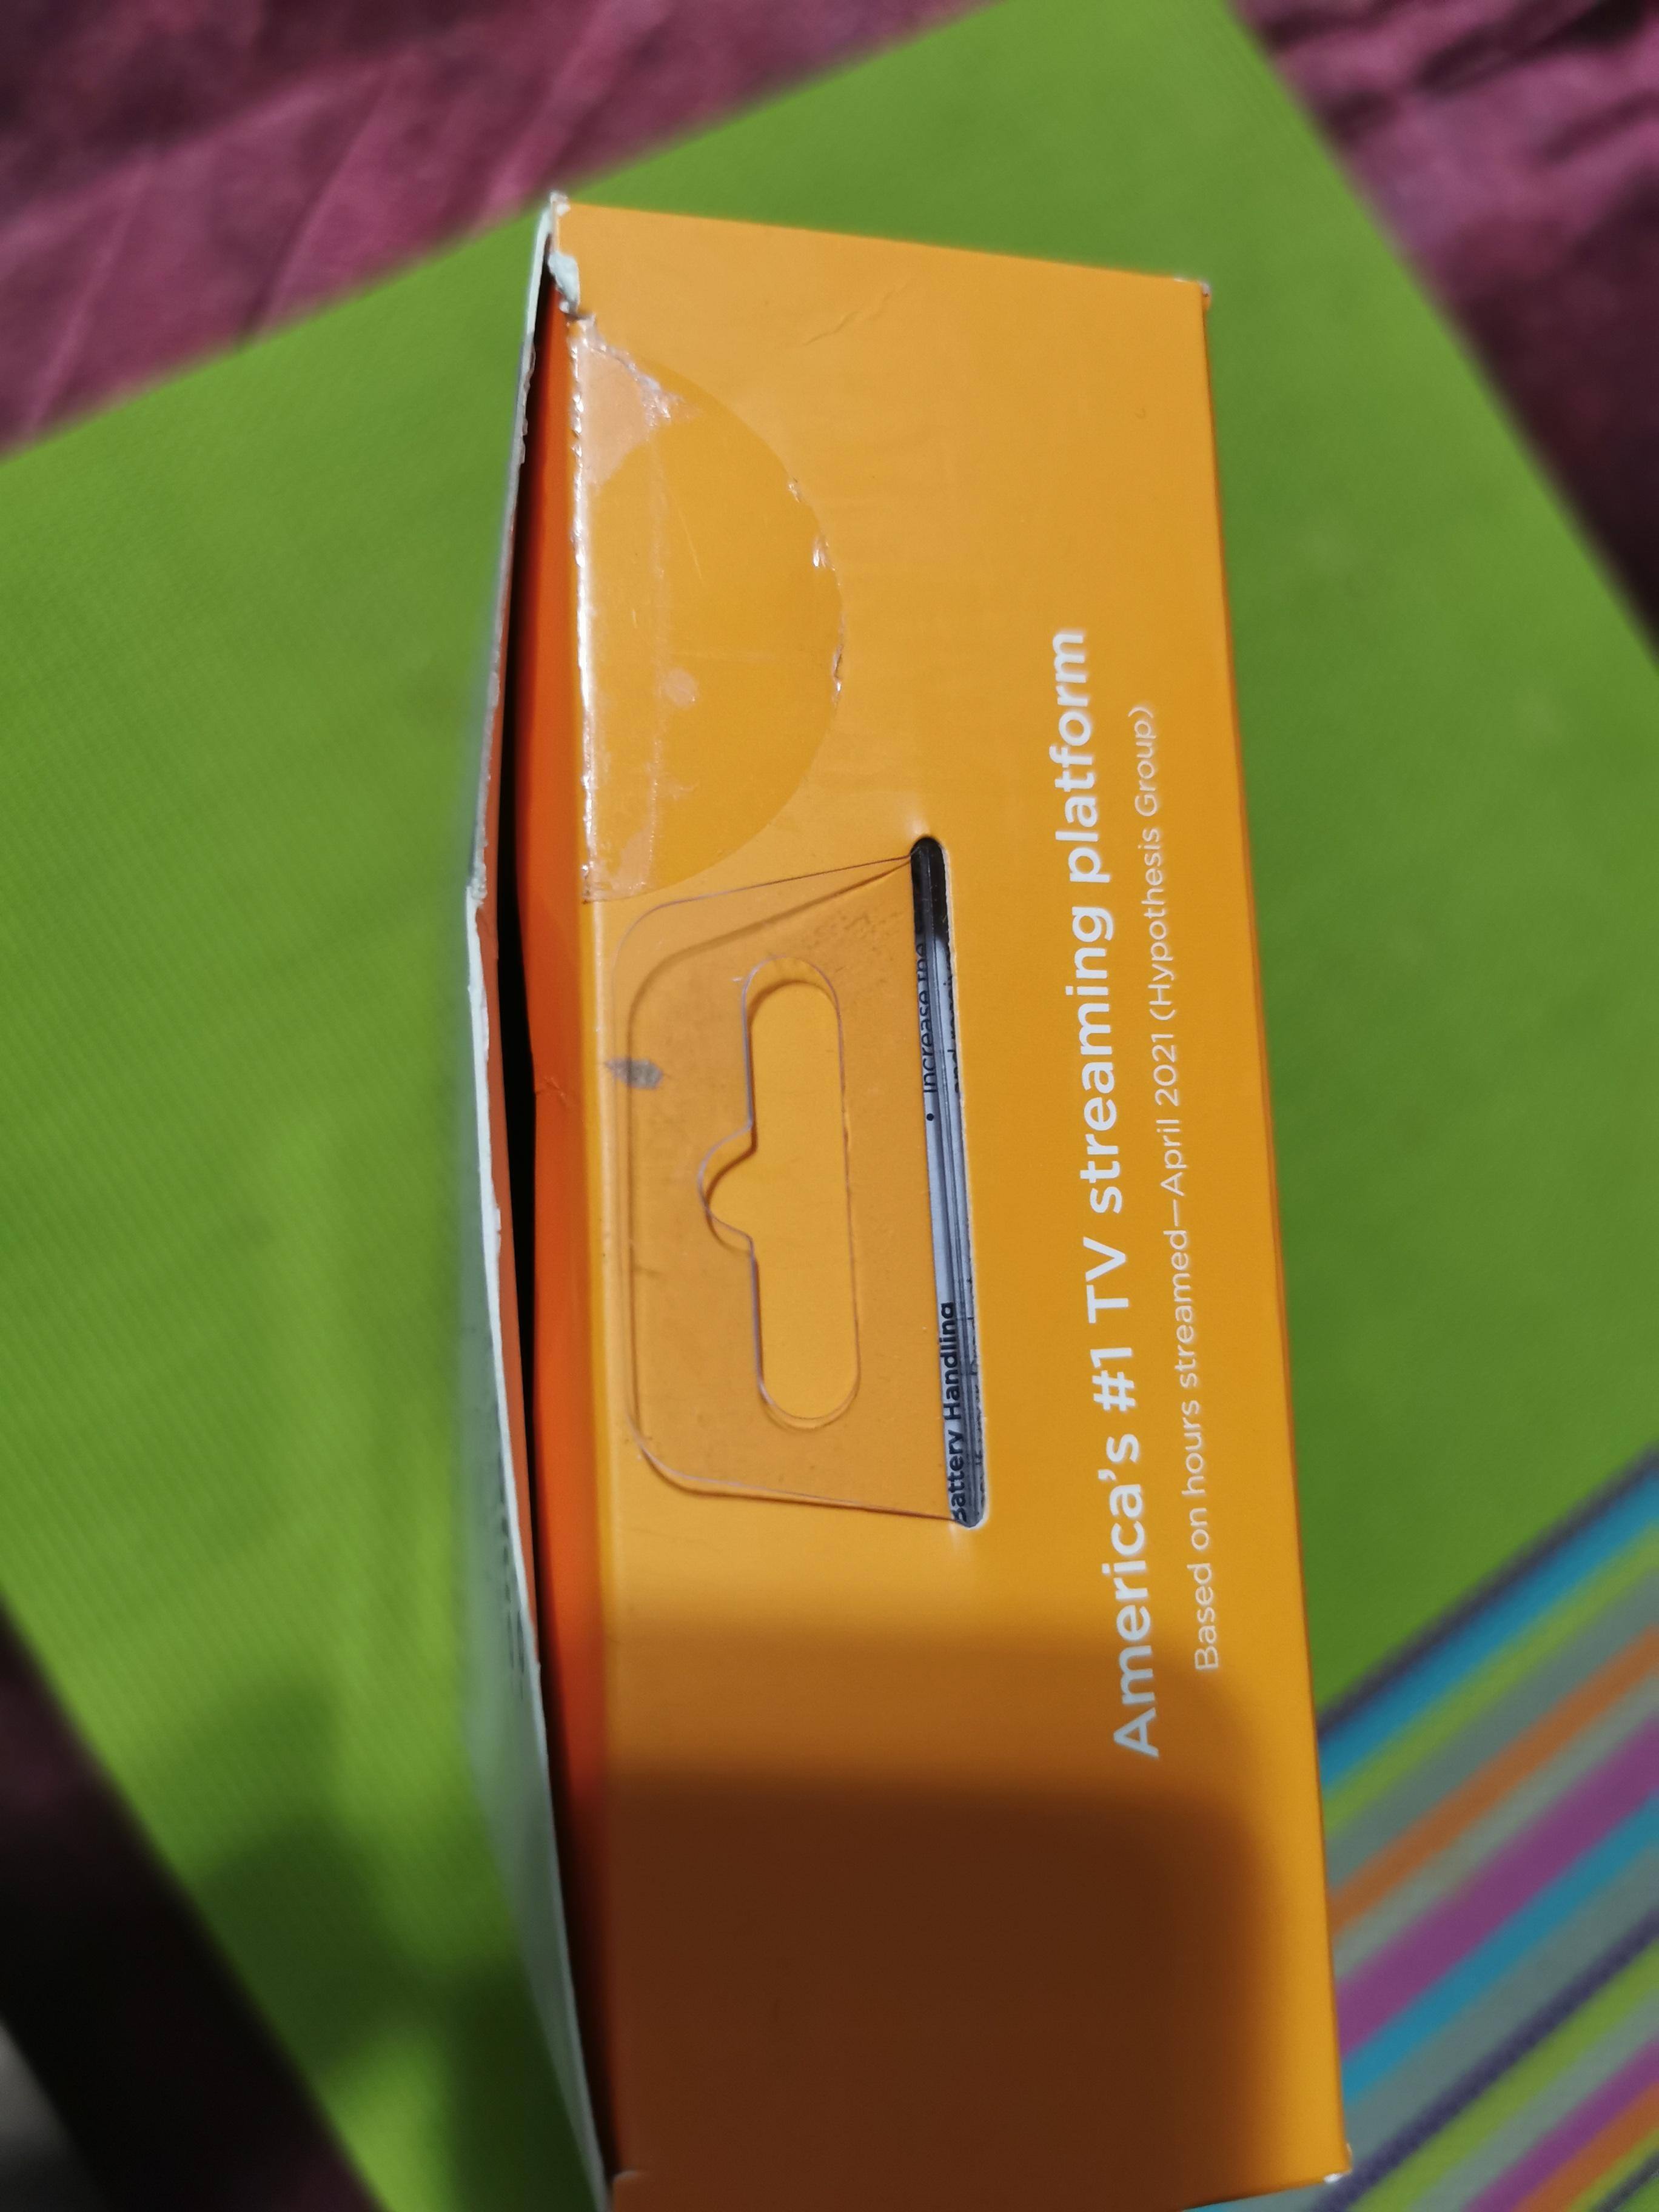 • Increase the
Battery Handling
America's #1 TV streaming platform
Based on hours streamed—April 2021 (Hypothesis Group)